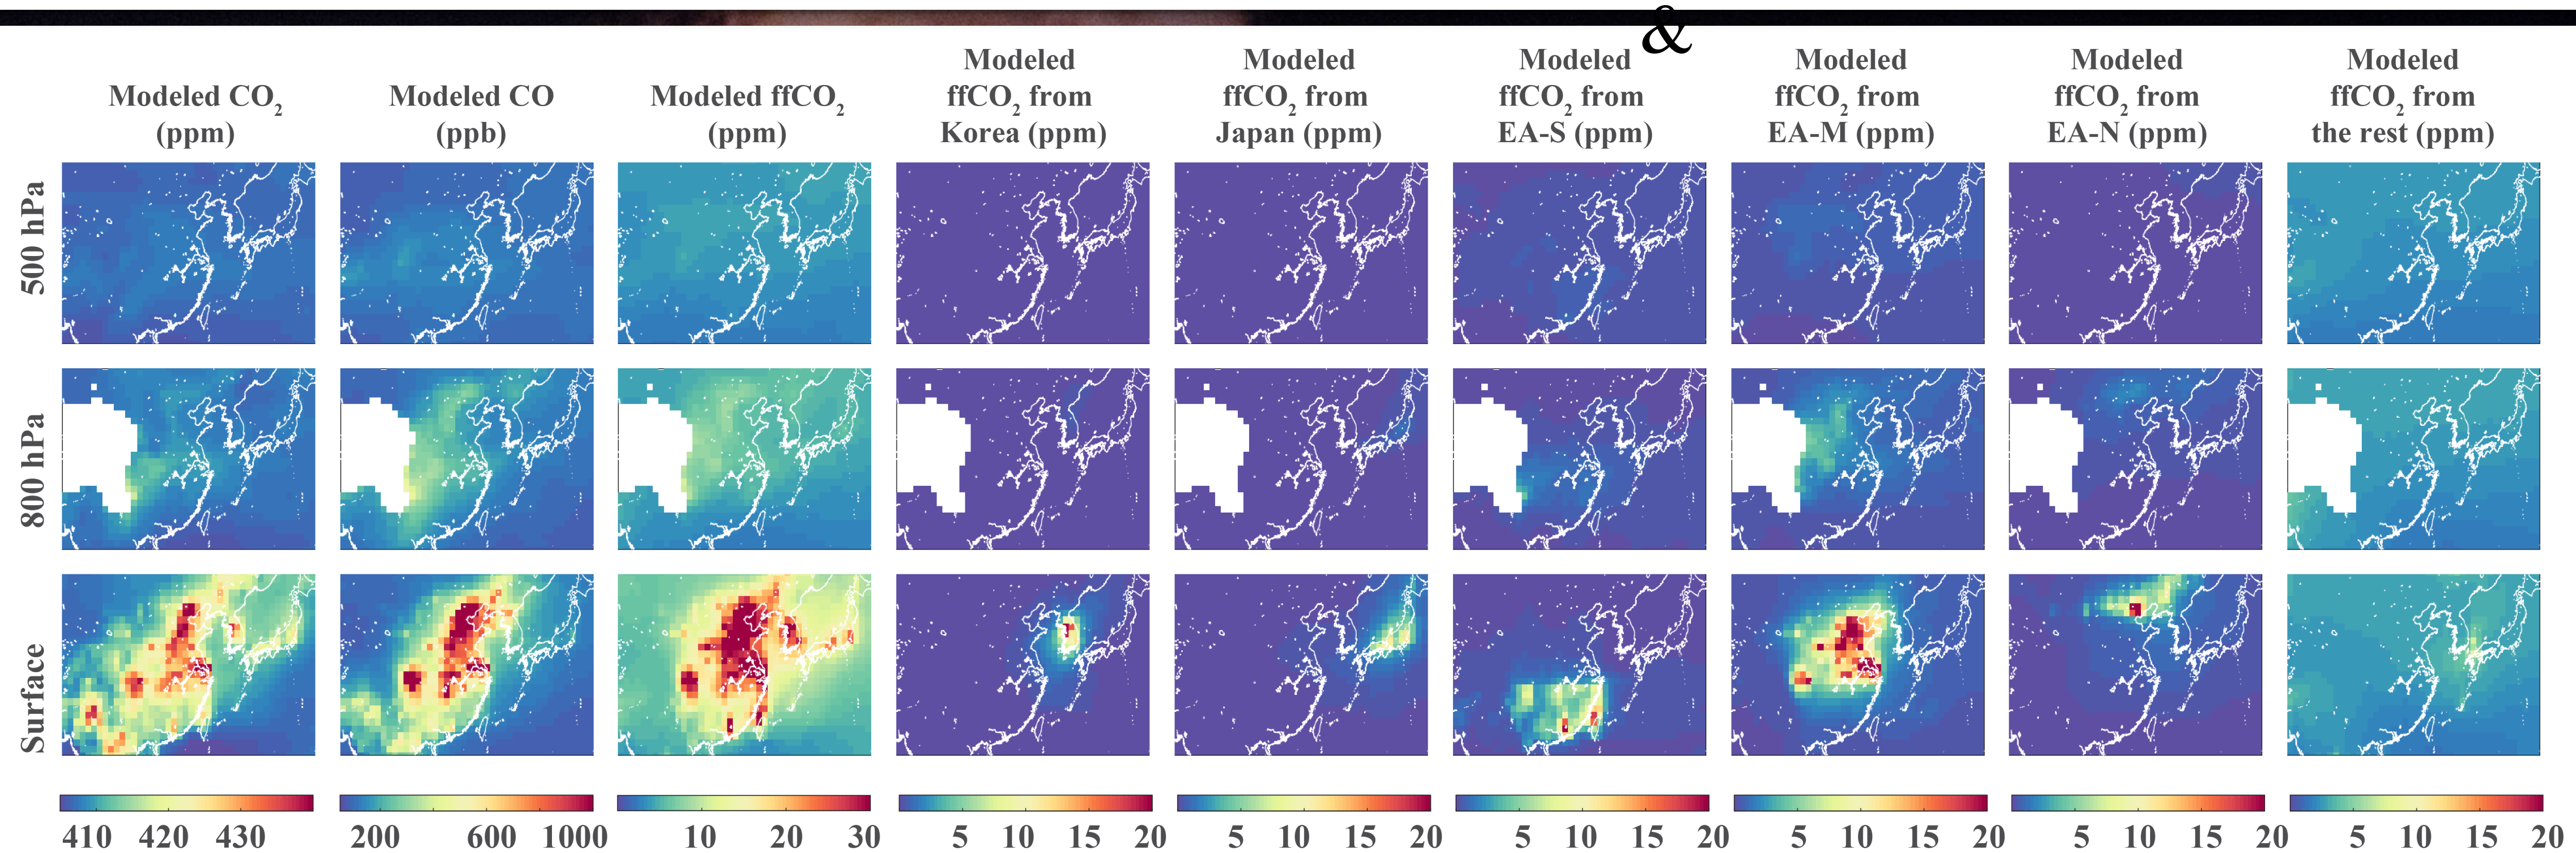 &
Modeled CO₂
(ppm)
Modeled CO
(ppb)
Modeled ffCO₂
(ppm)
Modeled
ffCO₂ from
Korea (ppm)
Modeled
ffCO₂ from
Japan (ppm)
Modeled
ffCO₂ from
EA-S (ppm)
Modeled
ffCO₂ from
EA-M (ppm)
Modeled
ffCO₂ from
EA-N (ppm)
Modeled
ffCO₂ from
the rest (ppm)
500 hPa
800 hPa
Surface
410 420 430
200 600 1000
10 20 30
5 10 15 20
5 10 15 20
5 10 15 20
5 10 15 20
5 10 15 20
5 10 15 20